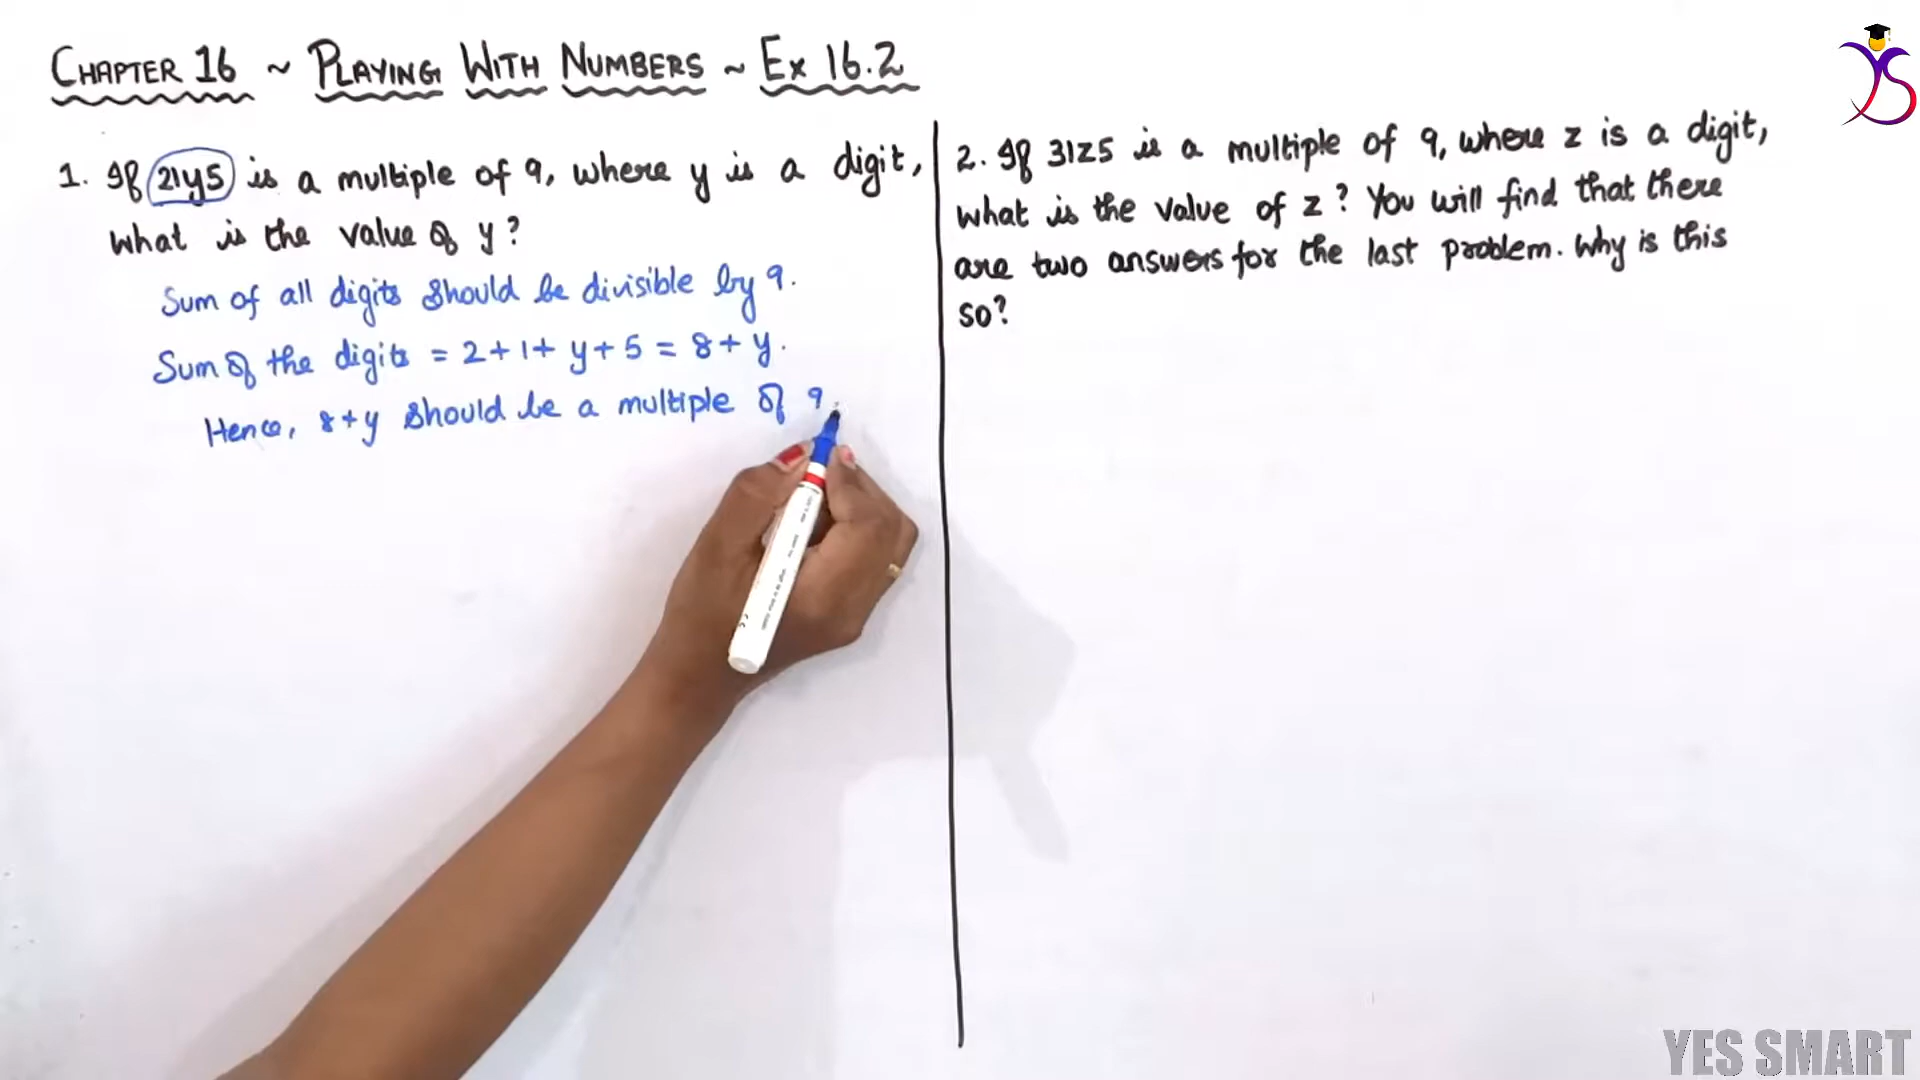 CHAPTER 16 ~ PLAYING WITH NUMBERS ~ Ex 16.2
1. If 21y5 is a multiple of 9, where y is a digit,
what is the value of y?
Sum of all digits should be divisible by 9.
Sum of the digits = 2+1+ y+5 = 8+ y.
Hence, 8+y should be a multiple of 9.
2. If 31z5 is a multiple of 9, where z is a digit,
what is the value of z? You will find that there
are two answers for the last problem. Why is this
so?
YS
YES SMART